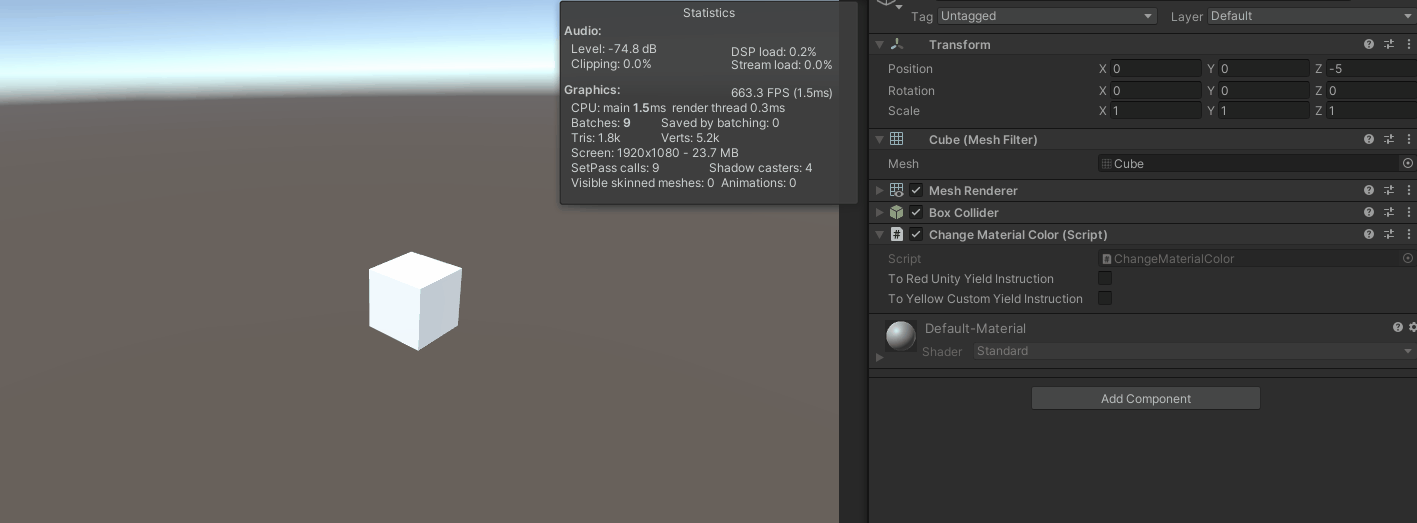 Statistics
Audio:
Level: -74.8 dB
DSP load: 0.2%
Clipping: 0.0%
Stream load: 0.0%
Graphics:
663.3 FPS (1.5ms)
CPU: main 1.5ms render thread 0.3ms
Batches: 9
Saved by batching: 0
Tris: 1.8k
Verts: 5.2k
Screen: 1920x1080 - 23.7 MB
SetPass calls: 9
Shadow casters: 4
Visible skinned meshes: 0 Animations: 0
Tag Untagged
Layer Default
Transform
Position X 0 Y 0 Z -5
Rotation X 0 Y 0 Z 0
Scale X 1 Y 1 Z 1
Cube (Mesh Filter)
Mesh Cube
Mesh Renderer
Box Collider
# Change Material Color (Script)
Script ChangeMaterialColor
To Red Unity Yield Instruction
To Yellow Custom Yield Instruction
Default-Material
Shader Standard
Add Component